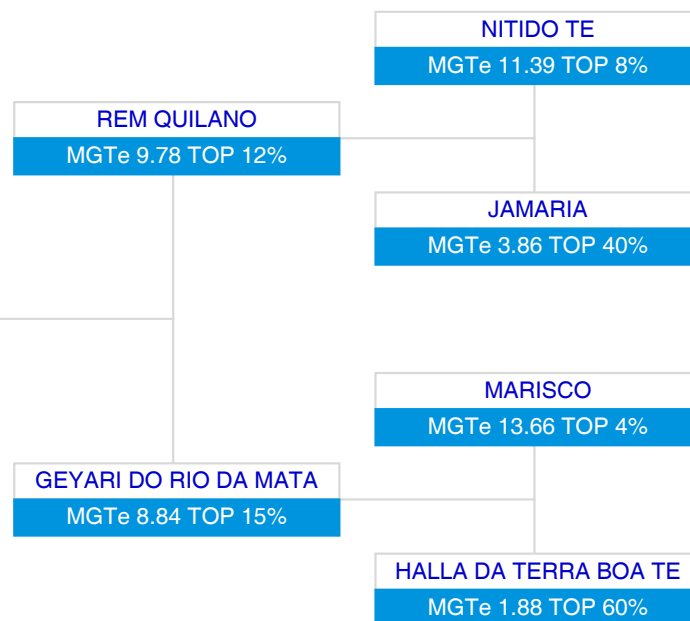 NITIDO TE
MGTe 11.39 TOP 8%
REM QUILANO
MGTe 9.78 TOP 12%
JAMARIA
MGTe 3.86 TOP 40%
MARISCO
MGTe 13.66 TOP 4%
GEYARI DO RIO DA MATA
MGTe 8.84 TOP 15%
HALLA DA TERRA BOA TE
MGTe 1.88 TOP 60%